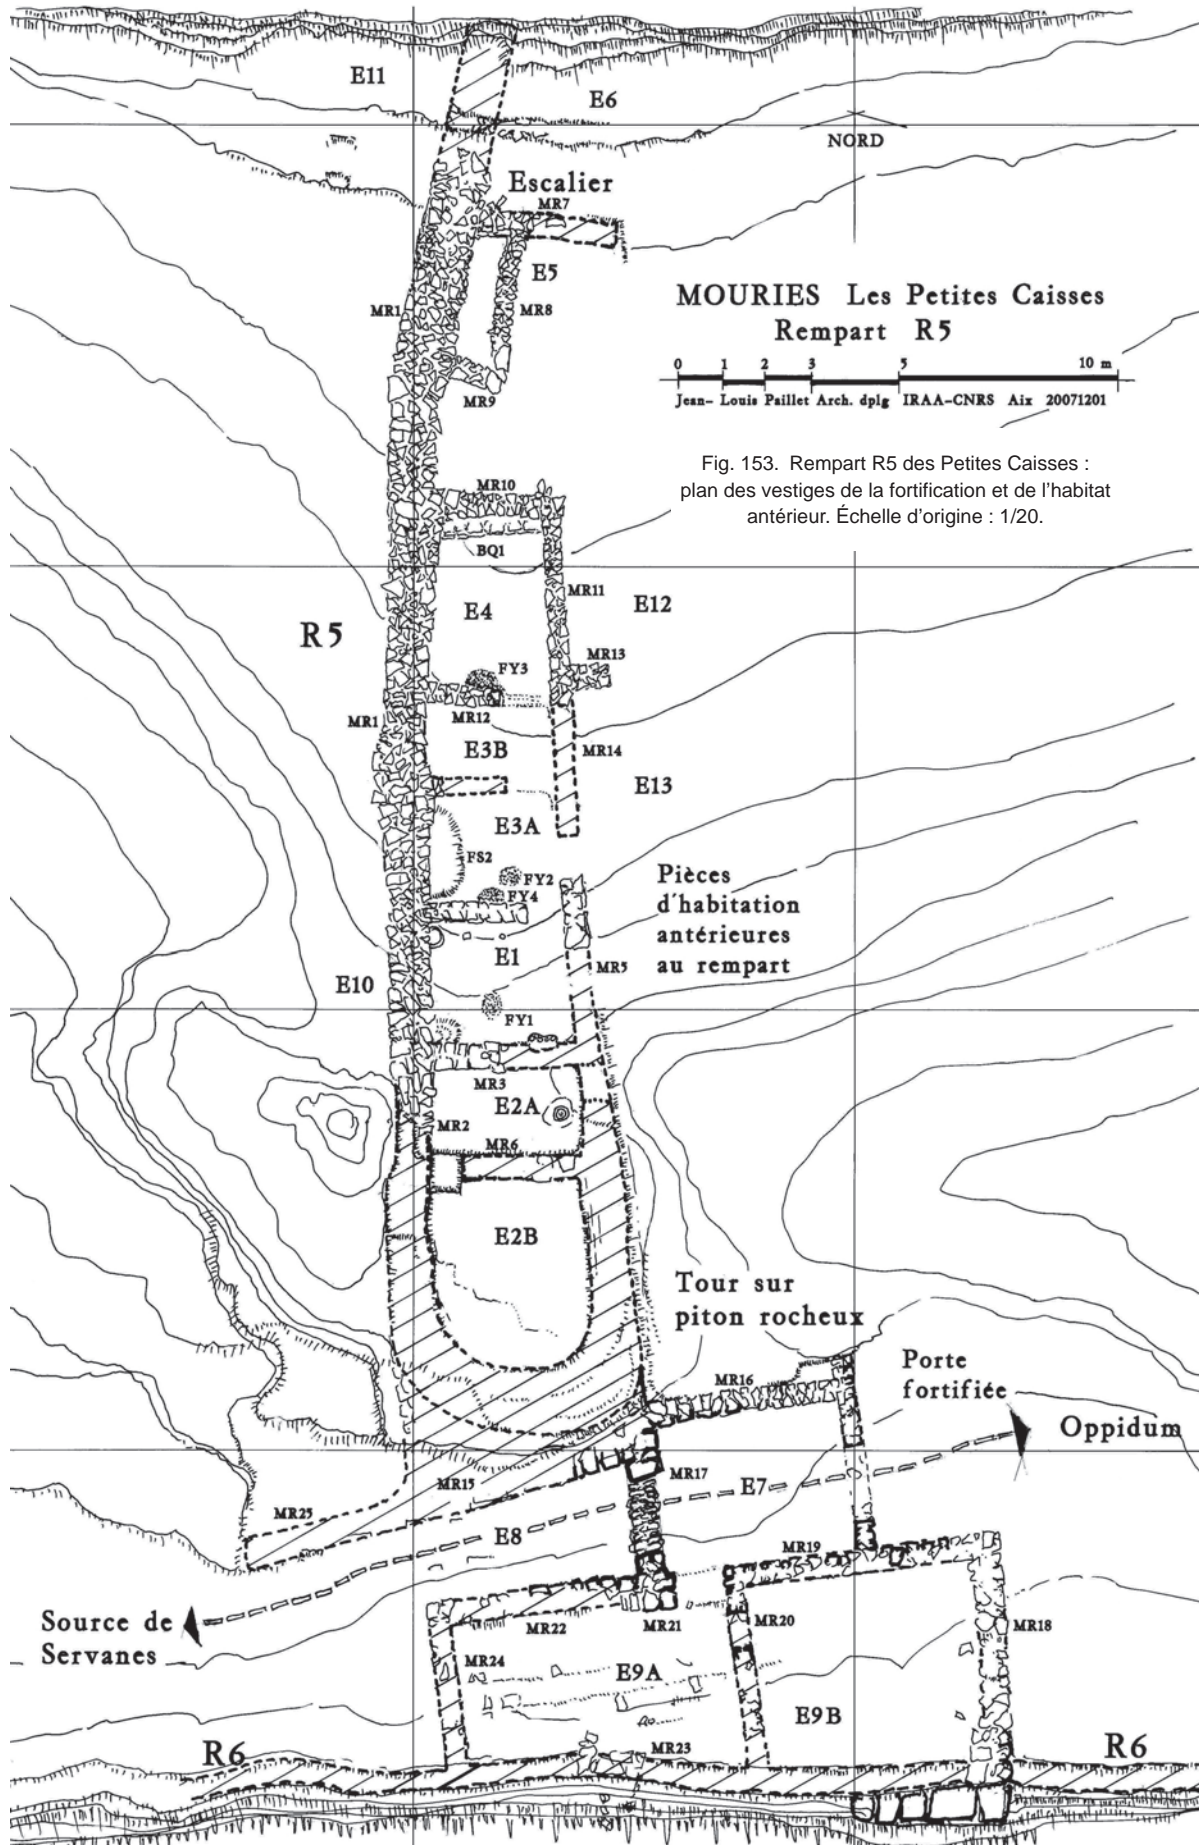 E11
E6
NORD
Escalier
MR7
E5
MR1
MR8
MR9
MOURIES Les Petites Caisses
Rempart R5
0 1 2 3 5 10 m
Jean- Louis Paillet Arch. dplg IRAA-CNRS Aix 20071201
Fig. 153. Rempart R5 des Petites Caisses :
plan des vestiges de la fortification et de l'habitat
antérieur. Échelle d'origine : 1/20.
MR10
BQ1
MR11
E4
E12
R5
MR13
FY3
MR12
MR1
E3B
MR14
E13
E3A
FS2
FY2
FY4
Pièces
d'habitation
antérieures
au rempart
E1
MR5
E10
FY1
MR3
E2A
MR2
MR6
E2B
Tour sur
piton rocheux
Porte
fortifiée
MR16
Oppidum
MR17
MR15
E7
MR25
E8
MR19
Source de
Servanes
MR22
MR21
MR20
MR18
MR24
E9A
E9B
R6
MR23
R6